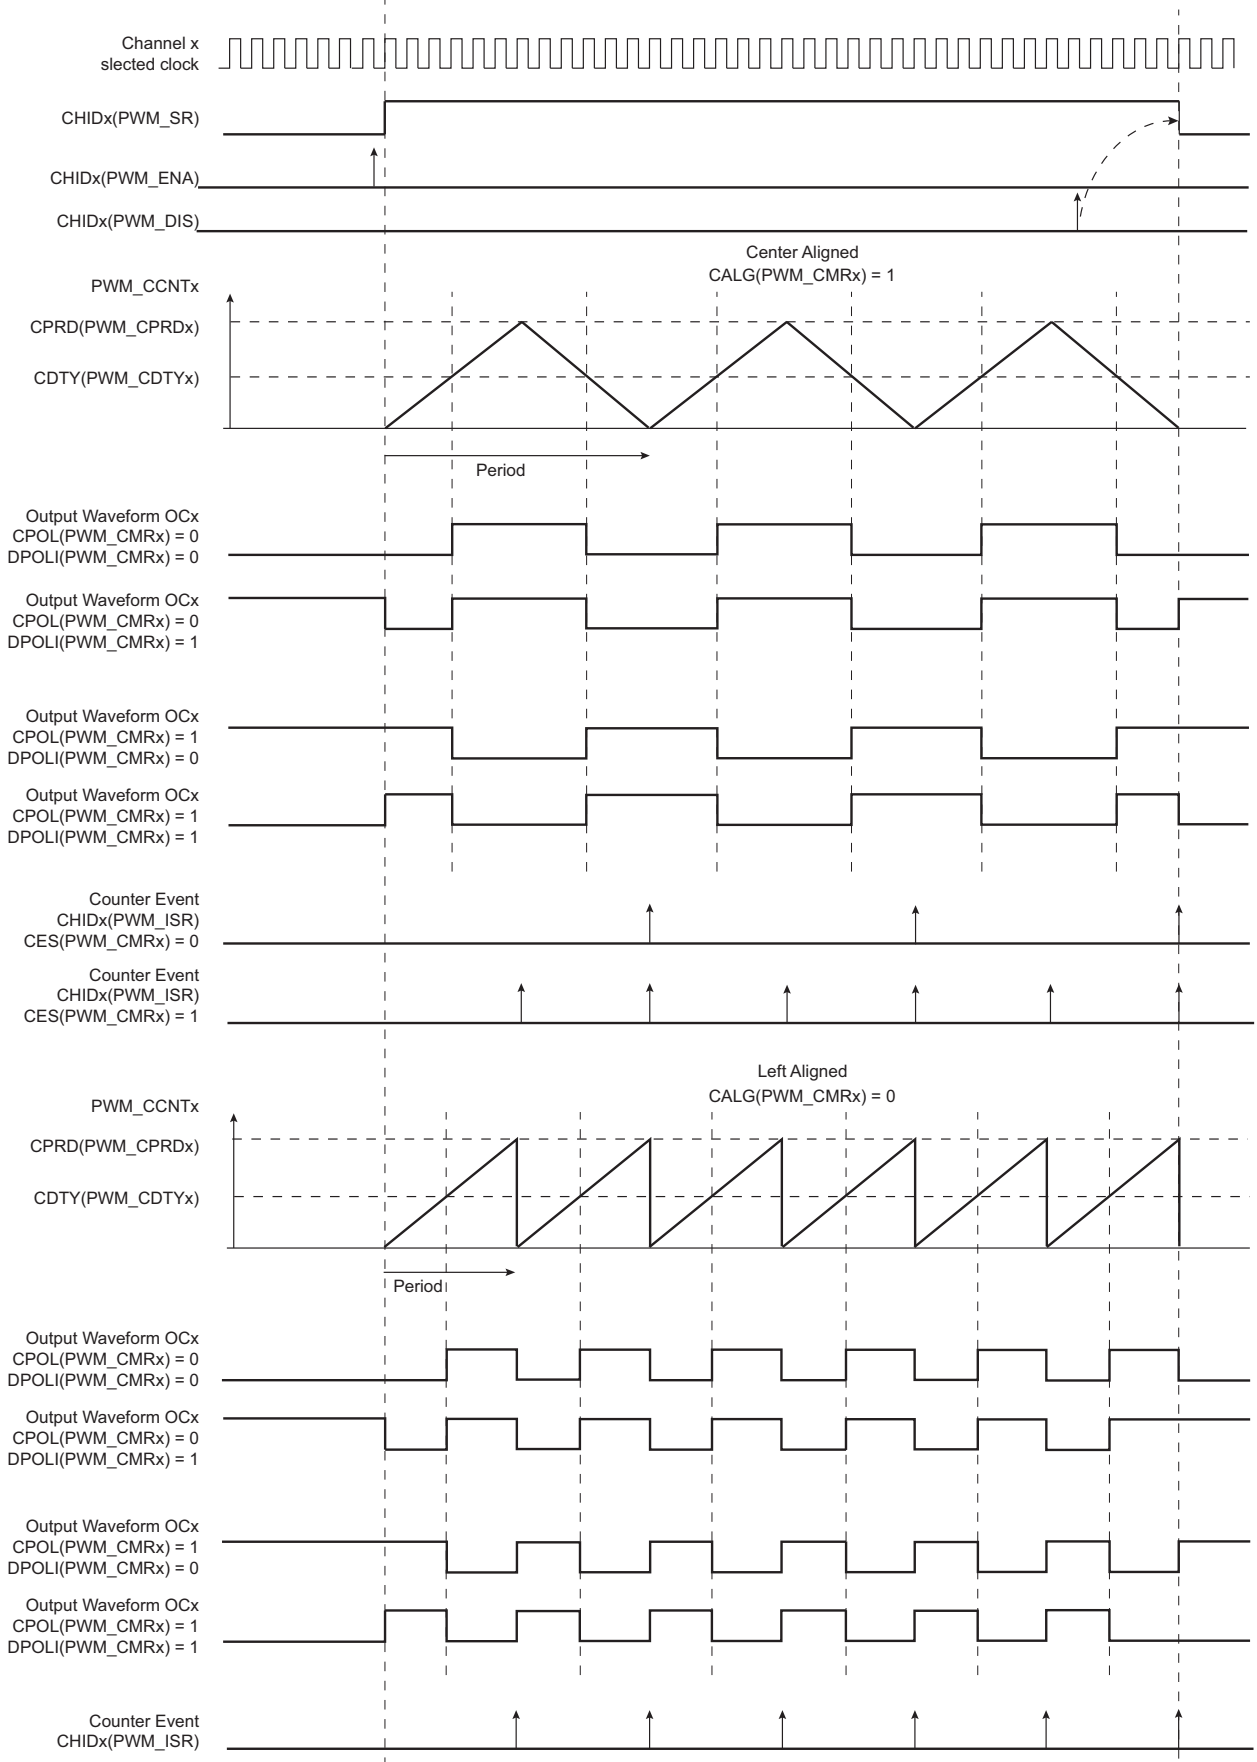 Channel x
slected clock
CHIDx(PWM_SR)
CHIDx(PWM_ENA)
CHIDx(PWM_DIS)
Center Aligned
CALG(PWM_CMRx) = 1
PWM_CCNTx
CPRD(PWM_CPRDx)
CDTY(PWM_CDTYx)
Period
Output Waveform OCx
CPOL(PWM_CMRx) = 0
DPOLI(PWM_CMRx) = 0
Output Waveform OCx
CPOL(PWM_CMRx) = 0
DPOLI(PWM_CMRx) = 1
Output Waveform OCx
CPOL(PWM_CMRx) = 1
DPOLI(PWM_CMRx) = 0
Output Waveform OCx
CPOL(PWM_CMRx) = 1
DPOLI(PWM_CMRx) = 1
Counter Event
CHIDx(PWM_ISR)
CES(PWM_CMRx) = 0
Counter Event
CHIDx(PWM_ISR)
CES(PWM_CMRx) = 1
Left Aligned
CALG(PWM_CMRx) = 0
PWM_CCNTx
CPRD(PWM_CPRDx)
CDTY(PWM_CDTYx)
Period
Output Waveform OCx
CPOL(PWM_CMRx) = 0
DPOLI(PWM_CMRx) = 0
Output Waveform OCx
CPOL(PWM_CMRx) = 0
DPOLI(PWM_CMRx) = 1
Output Waveform OCx
CPOL(PWM_CMRx) = 1
DPOLI(PWM_CMRx) = 0
Output Waveform OCx
CPOL(PWM_CMRx) = 1
DPOLI(PWM_CMRx) = 1
Counter Event
CHIDx(PWM_ISR)